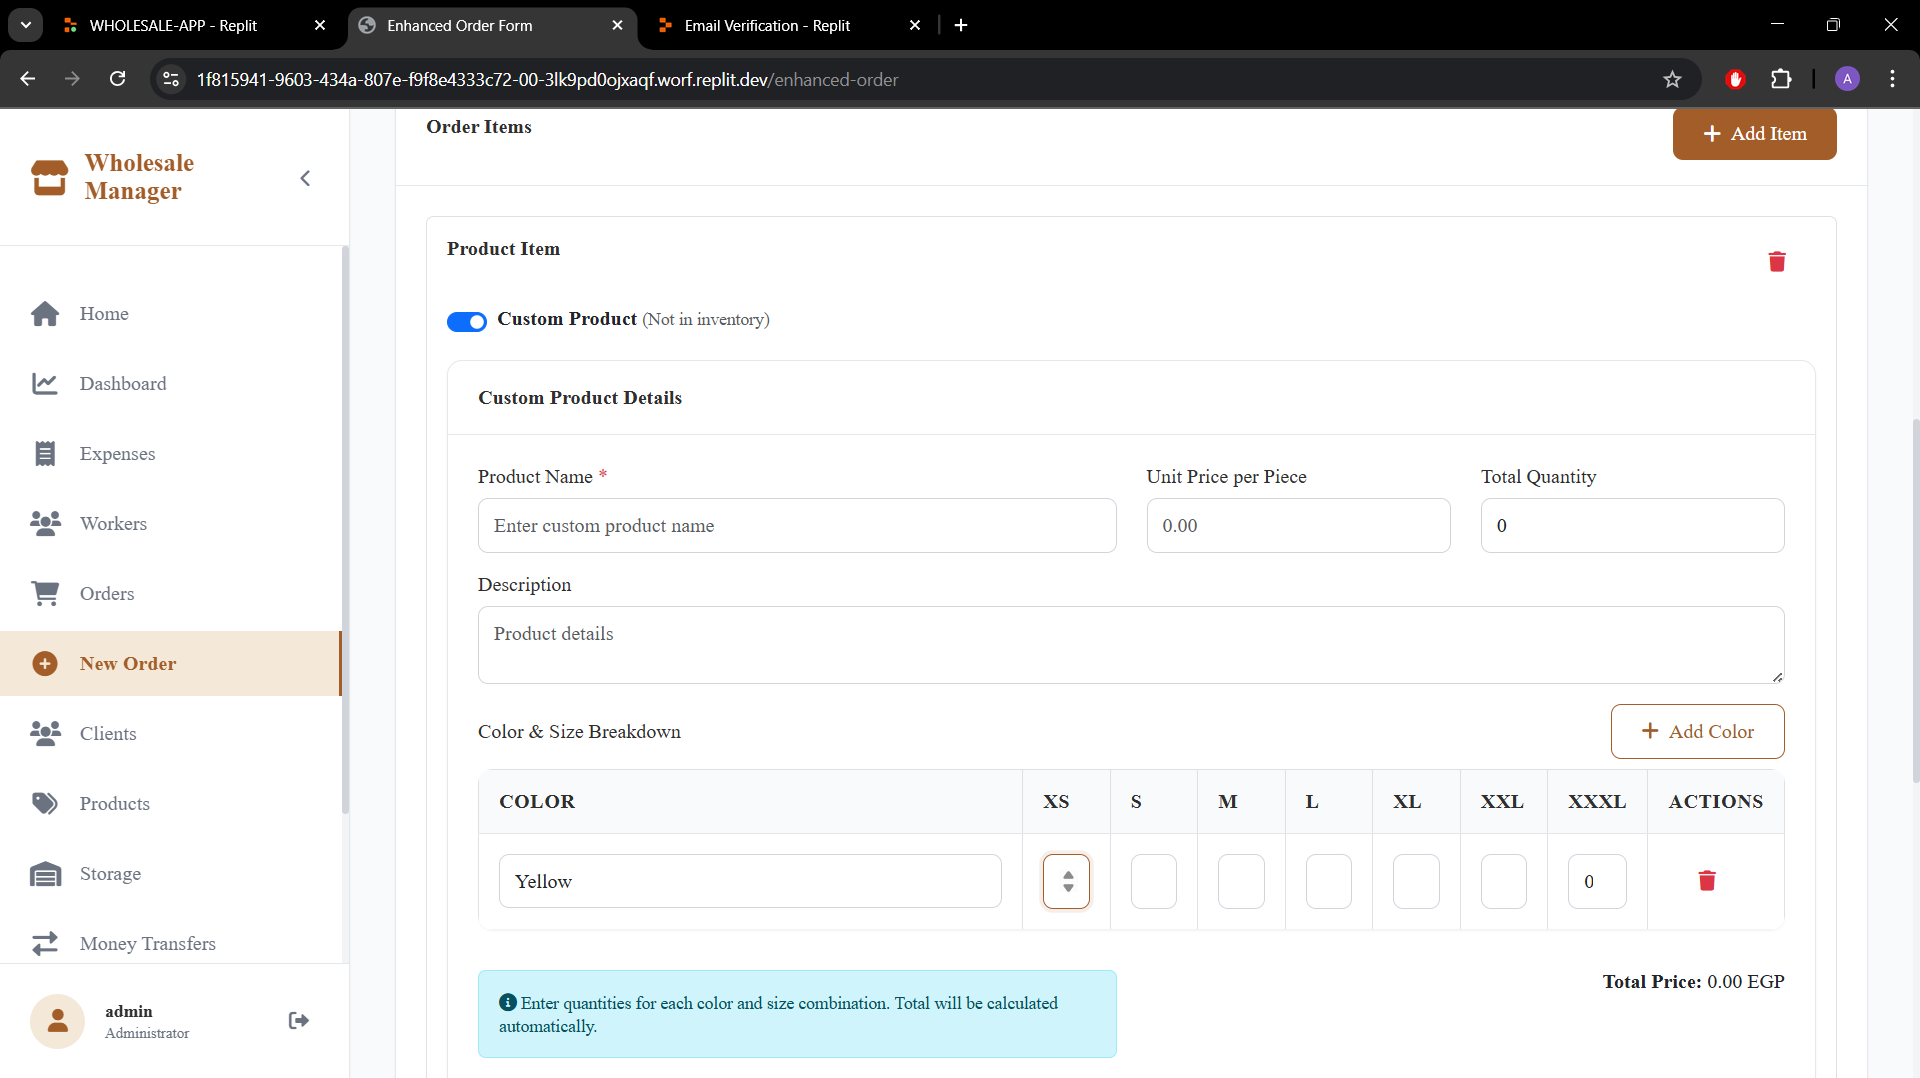 WHOLESALE-APP - Replit
Enhanced Order Form
Email Verification - Replit
1f815941-9603-434a-807e-f9f8e4333c72-00-3lk9pd0ojxaqf.worf.replit.dev/enhanced-order
A
Wholesale
Manager
Home
Dashboard
Expenses
Workers
Orders
New Order
Clients
Products
Storage
Money Transfers
admin
Administrator
Order Items
Add Item
Product Item
Custom Product (Not in inventory)
Custom Product Details
Product Name * Unit Price per Piece Total Quantity
Enter custom product name 0.00 0
Description
Product details
Color & Size Breakdown
Add Color
COLOR XS S M L XL XXL XXXL ACTIONS
Yellow 0
Enter quantities for each color and size combination. Total will be calculated
automatically.
Total Price: 0.00 EGP